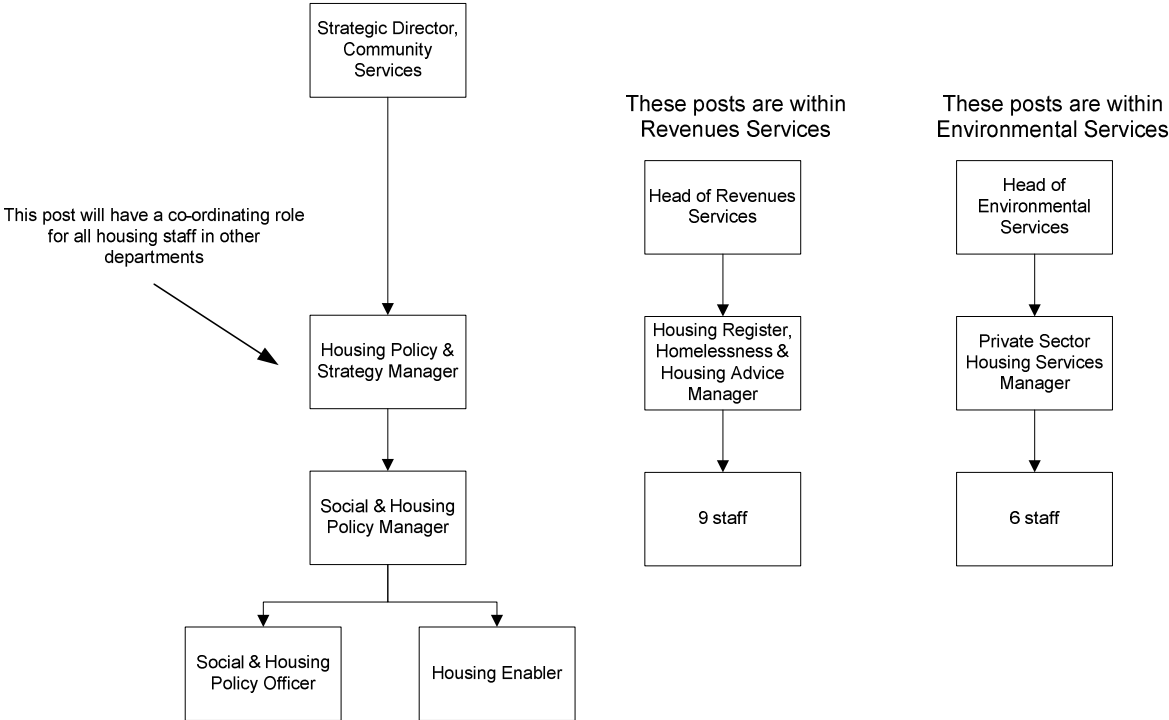 Strategic Director,
Community
Services
These posts are within
Revenues Services
These posts are within
Environmental Services
Head of Revenues
Services
Head of
Environmental
Services
This post will have a co-ordinating role
for all housing staff in other
departments
Housing Policy &
Strategy Manager
Housing Register,
Homelessness &
Housing Advice
Manager
Private Sector
Housing Services
Manager
Social & Housing
Policy Manager
9 staff
6 staff
Social & Housing
Policy Officer
Housing Enabler